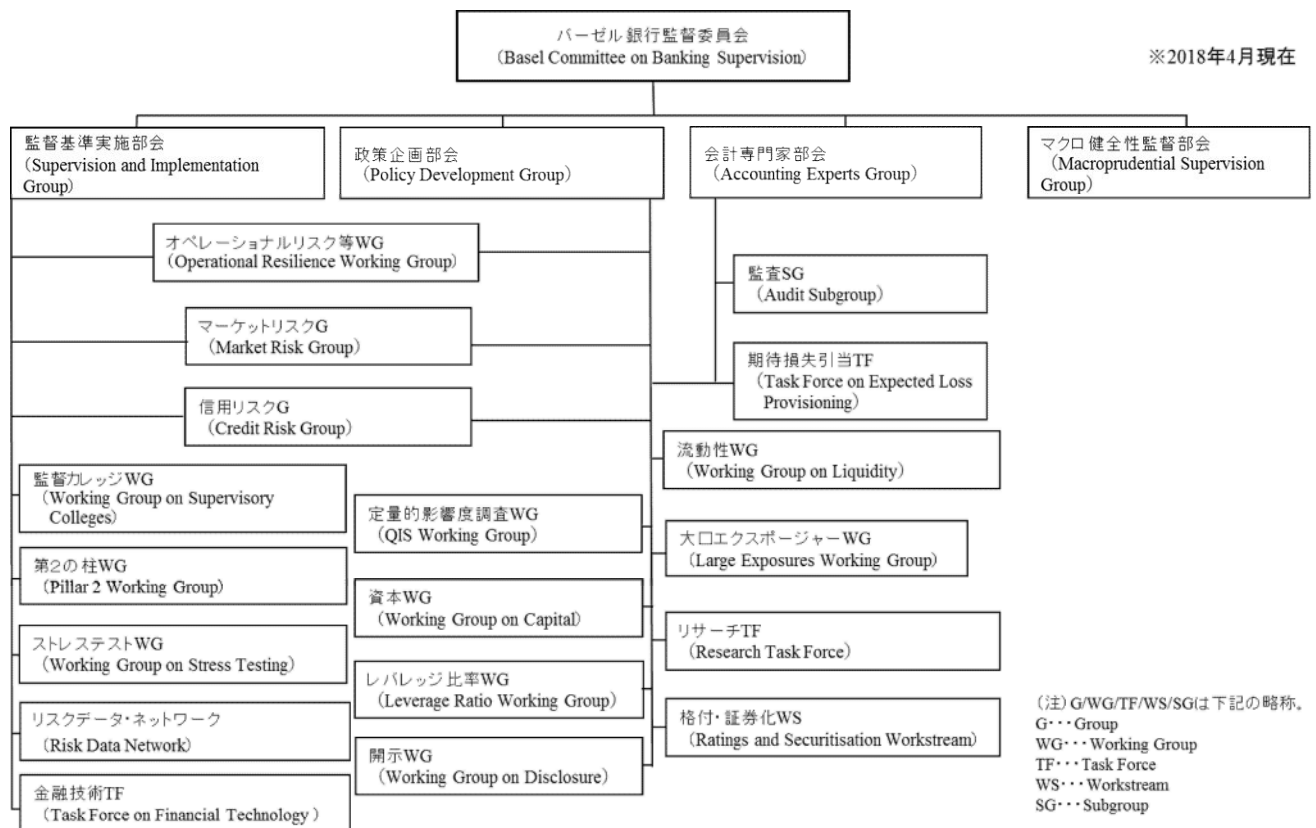 バーゼル銀行監督委員会
(Basel Committee on Banking Supervision)
※2018年4月現在
監督基準実施部会
(Supervision and Implementation
Group)
政策企画部会
(Policy Development Group)
会計専門家部会
(Accounting Experts Group)
マクロ健全性監督部会
(Macroprudential Supervision
Group)
オペレーショナルリスク等WG
(Operational Resilience Working Group)
マーケットリスクG
(Market Risk Group)
信用リスクG
(Credit Risk Group)
監査SG
(Audit Subgroup)
期待損失引当TF
(Task Force on Expected Loss
Provisioning)
監督カレッジWG
(Working Group on Supervisory
Colleges)
第2の柱WG
(Pillar 2 Working Group)
ストレステストWG
(Working Group on Stress Testing)
リスクデータ・ネットワーク
(Risk Data Network)
金融技術TF
(Task Force on Financial Technology)
定量的影響度調査WG
(QIS Working Group)
資本WG
(Working Group on Capital)
レバレッジ比率WG
(Leverage Ratio Working Group)
開示WG
(Working Group on Disclosure)
流動性WG
(Working Group on Liquidity)
大口エクスポージャーWG
(Large Exposures Working Group)
リサーチTF
(Research Task Force)
格付・証券化WS
(Ratings and Securitisation Workstream)
(注)G/WG/TF/WS/SGは下記の略称。
G・・・Group
WG・・・Working Group
TF・・・Task Force
WS・・・Workstream
SG・・・Subgroup